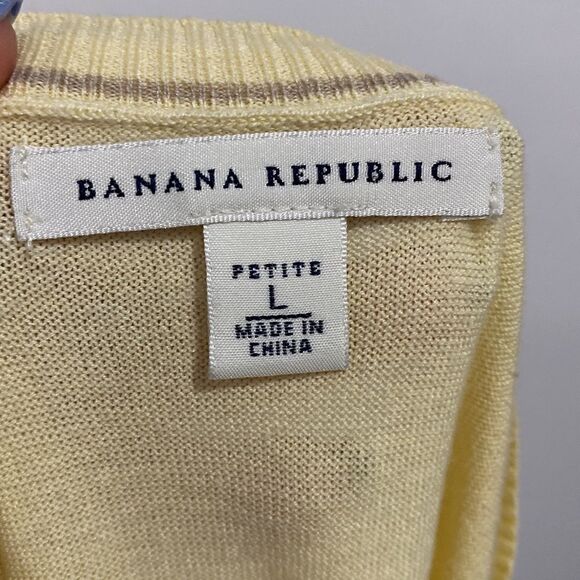 BANANA REPUBLIC
PETITE
L
MADE IN
CHINA